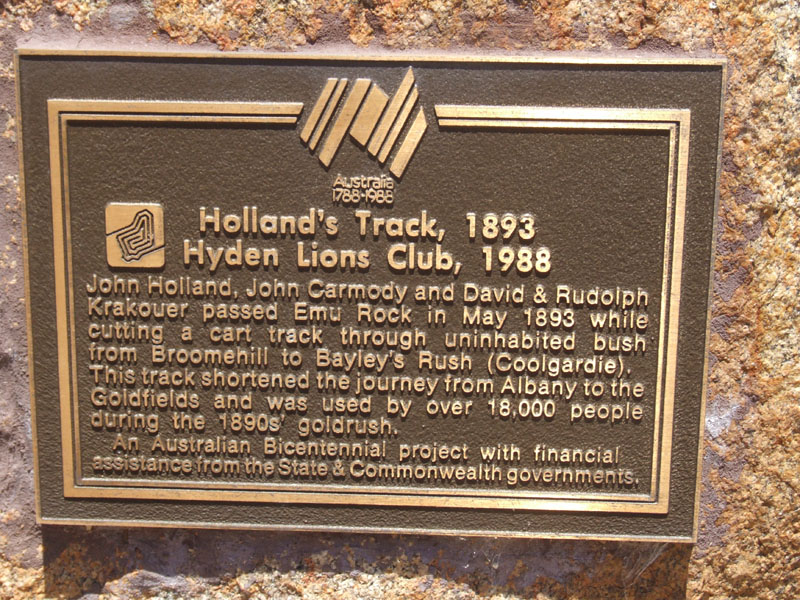 Australia
1788-1988
Holland's Track, 1893
Hyden Lions Club, 1988
John Holland, John Carmody and David & Rudolph
Krakouer passed Emu Rock in May 1893 while
cutting a cart track through uninhabited bush
from Broomehill to Bayley's Rush (Coolgardie).
This track shortened the journey from Albany to the
Goldfields and was used by over 18,000 people
during the 1890s' goldrush.
An Australian Bicentennial project with financial
assistance from the State & Commonwealth governments.